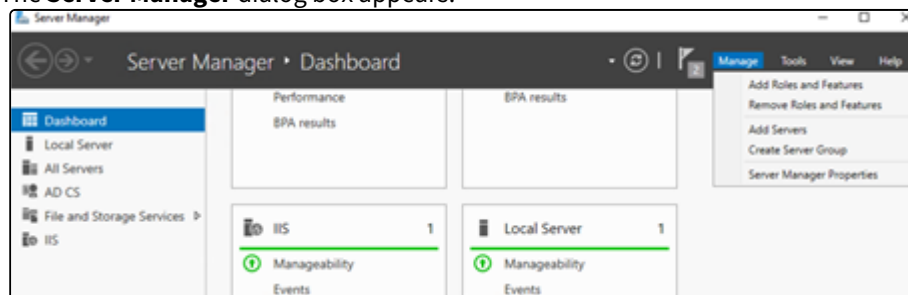 The Server Manager dialog box appears.
Server Manager
Server Manager • Dashboard
2
Manage Tools View Help
Add Roles and Features
Remove Roles and Features
Add Servers
Create Server Group
Server Manager Properties
Dashboard
Local Server
All Servers
AD CS
File and Storage Services
IIS
Performance
BPA results
BPA results
IIS 1
Manageability
Events
Local Server 1
Manageability
Events